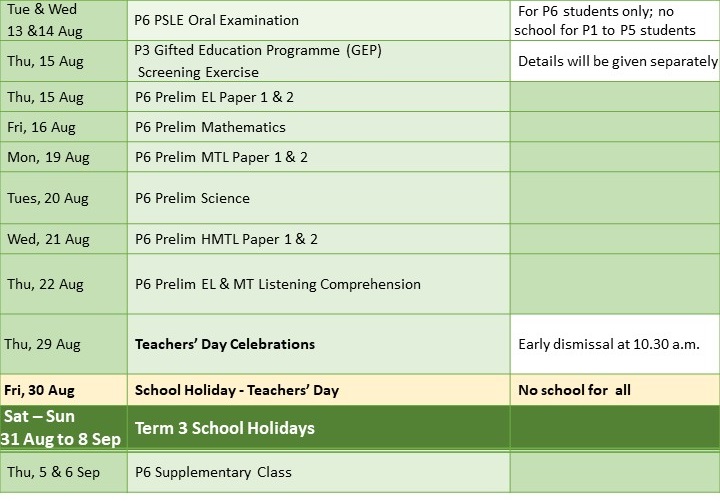 Tue & Wed
13 &14 Aug
P6 PSLE Oral Examination
For P6 students only; no
school for P1 to P5 students
Thu, 15 Aug
P3 Gifted Education Programme (GEP)
Screening Exercise
Details will be given separately
Thu, 15 Aug
P6 Prelim EL Paper 1 & 2
Fri, 16 Aug
P6 Prelim Mathematics
Mon, 19 Aug
P6 Prelim MTL Paper 1 & 2
Tues, 20 Aug
P6 Prelim Science
Wed, 21 Aug
P6 Prelim HMTL Paper 1 & 2
Thu, 22 Aug
P6 Prelim EL & MT Listening Comprehension
Thu, 29 Aug
Teachers’ Day Celebrations
Early dismissal at 10.30 a.m.
Fri, 30 Aug
School Holiday - Teachers’ Day
No school for all
Sat – Sun
31 Aug to 8 Sep
Term 3 School Holidays
Thu, 5 & 6 Sep
P6 Supplementary Class